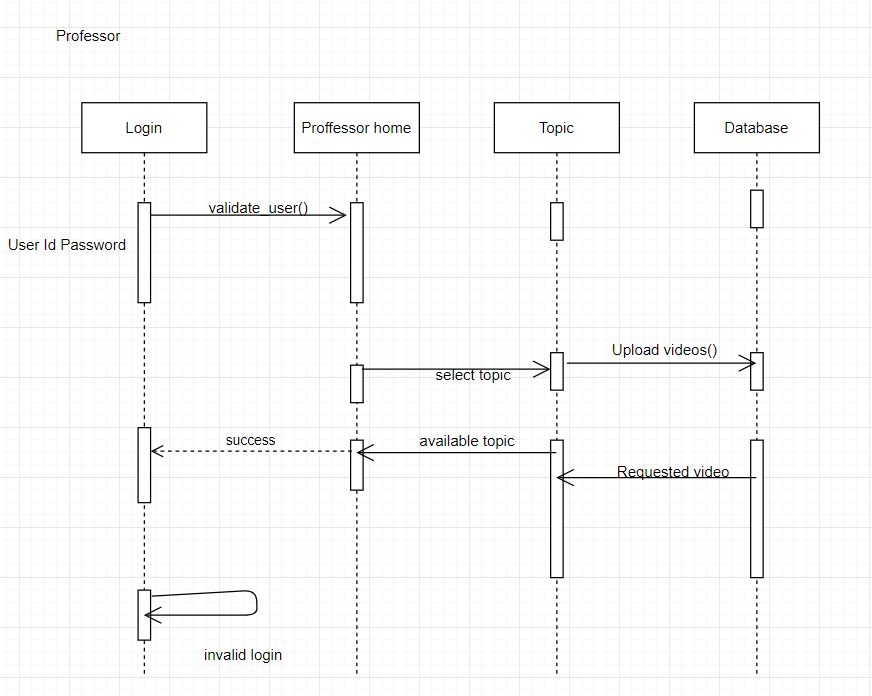 Professor
Login
Proffessor home
Topic
Database
validate_user()
User Id Password
Upload videos()
select topic
success
available topic
Requested video
invalid login